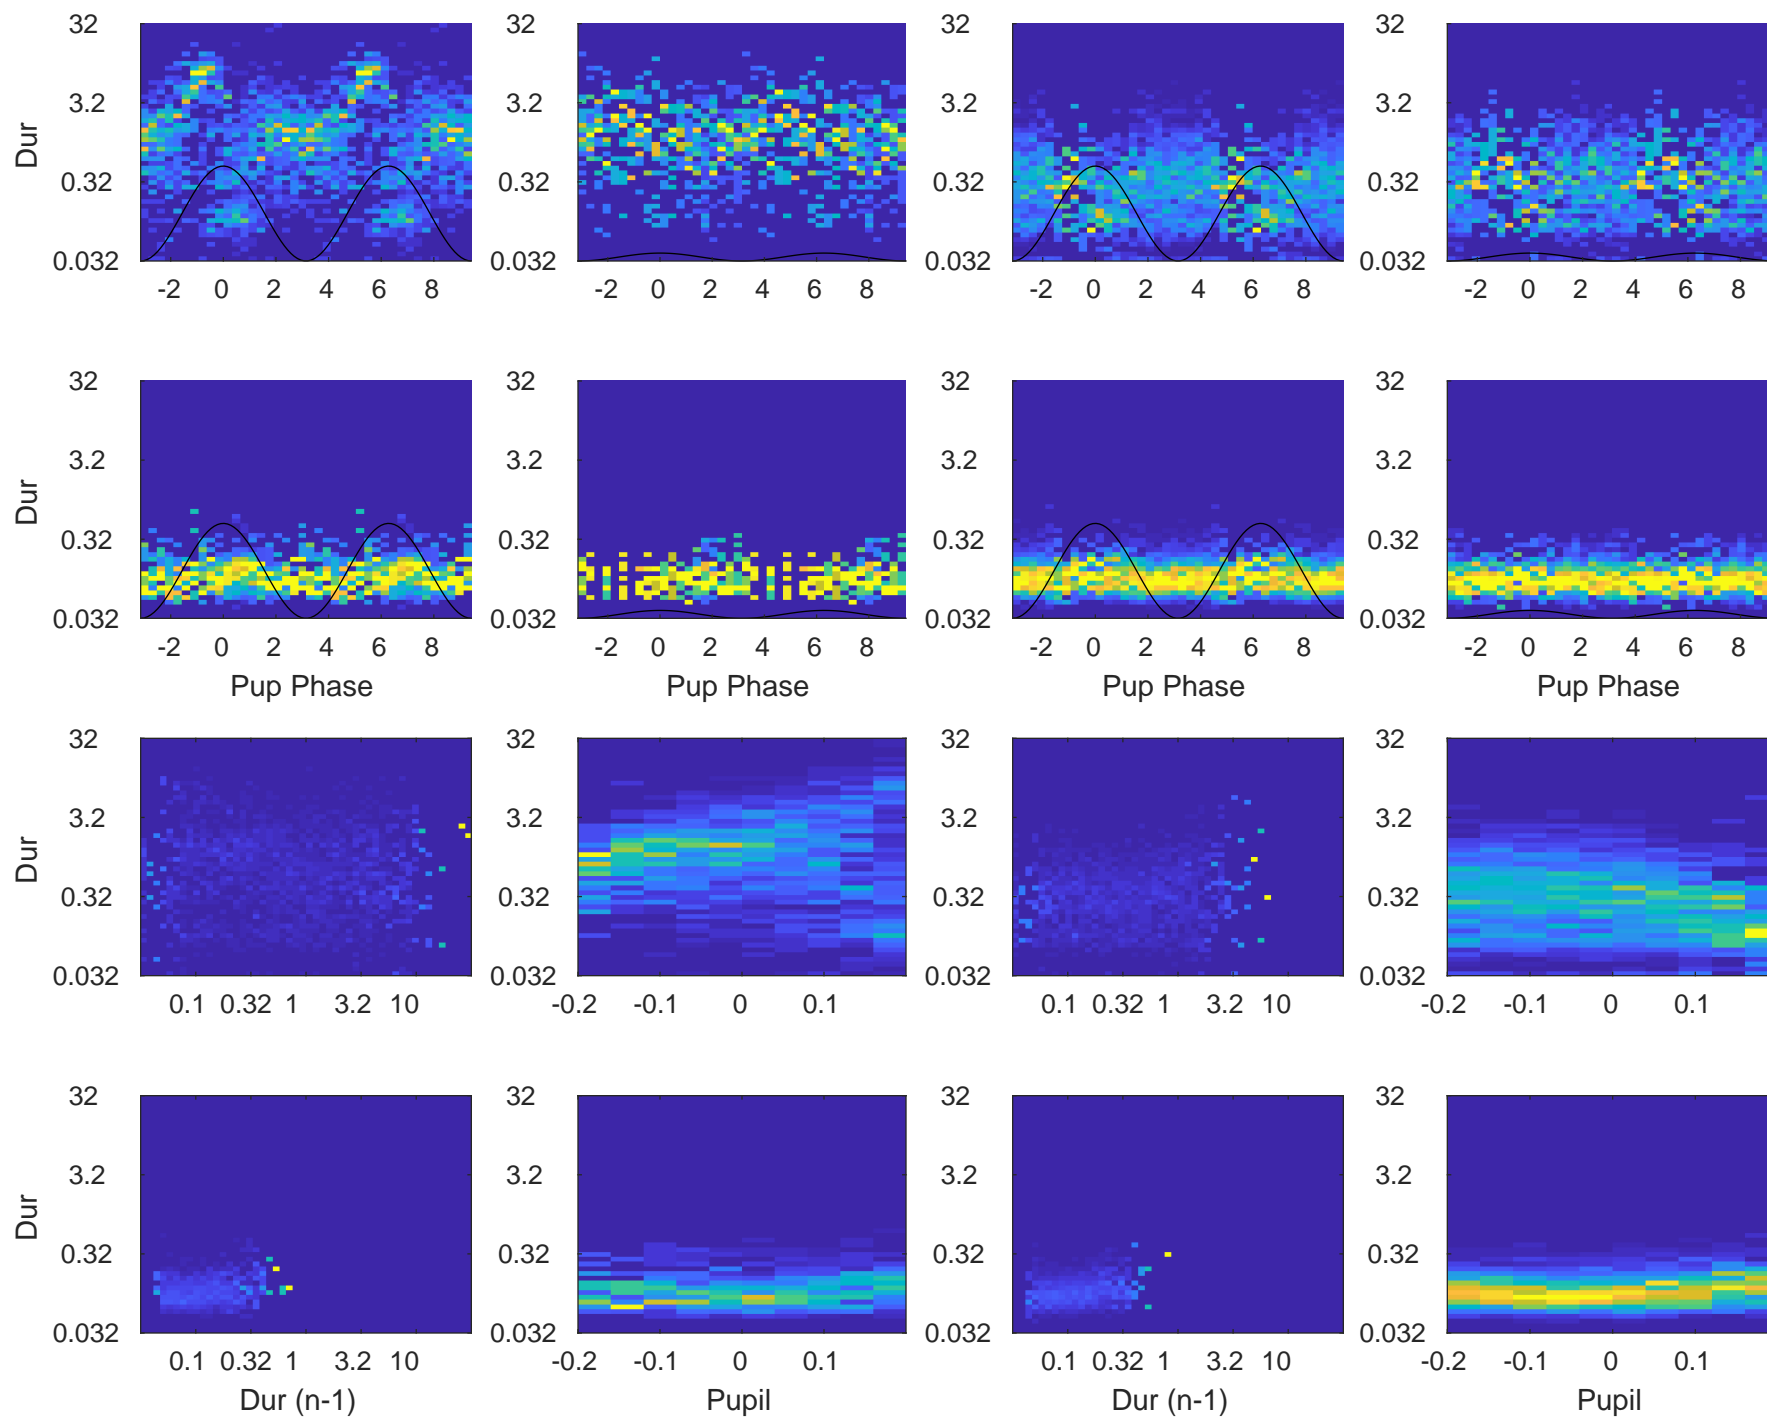 32 32 32 32
Dur 3.2 3.2 3.2 3.2
0.32 0.32 0.32 0.32
0.032 0.032 0.032 0.032
-2 0 2 4 6 8 -2 0 2 4 6 8 -2 0 2 4 6 8 -2 0 2 4 6 8
32 32 32 32
Dur 3.2 3.2 3.2 3.2
0.32 0.32 0.32 0.32
0.032 0.032 0.032 0.032
-2 0 2 4 6 8 -2 0 2 4 6 8 -2 0 2 4 6 8 -2 0 2 4 6 8
Pup Phase Pup Phase Pup Phase Pup Phase
32 32 32 32
Dur 3.2 3.2 3.2 3.2
0.32 0.32 0.32 0.32
0.032 0.032 0.032 0.032
0.1 0.32 1 3.2 10 -0.2 -0.1 0 0.1 0.1 0.32 1 3.2 10 -0.2 -0.1 0 0.1
32 32 32 32
Dur 3.2 3.2 3.2 3.2
0.32 0.32 0.32 0.32
0.032 0.032 0.032 0.032
0.1 0.32 1 3.2 10 -0.2 -0.1 0 0.1 0.1 0.32 1 3.2 10 -0.2 -0.1 0 0.1
Dur (n-1) Pupil Dur (n-1) Pupil